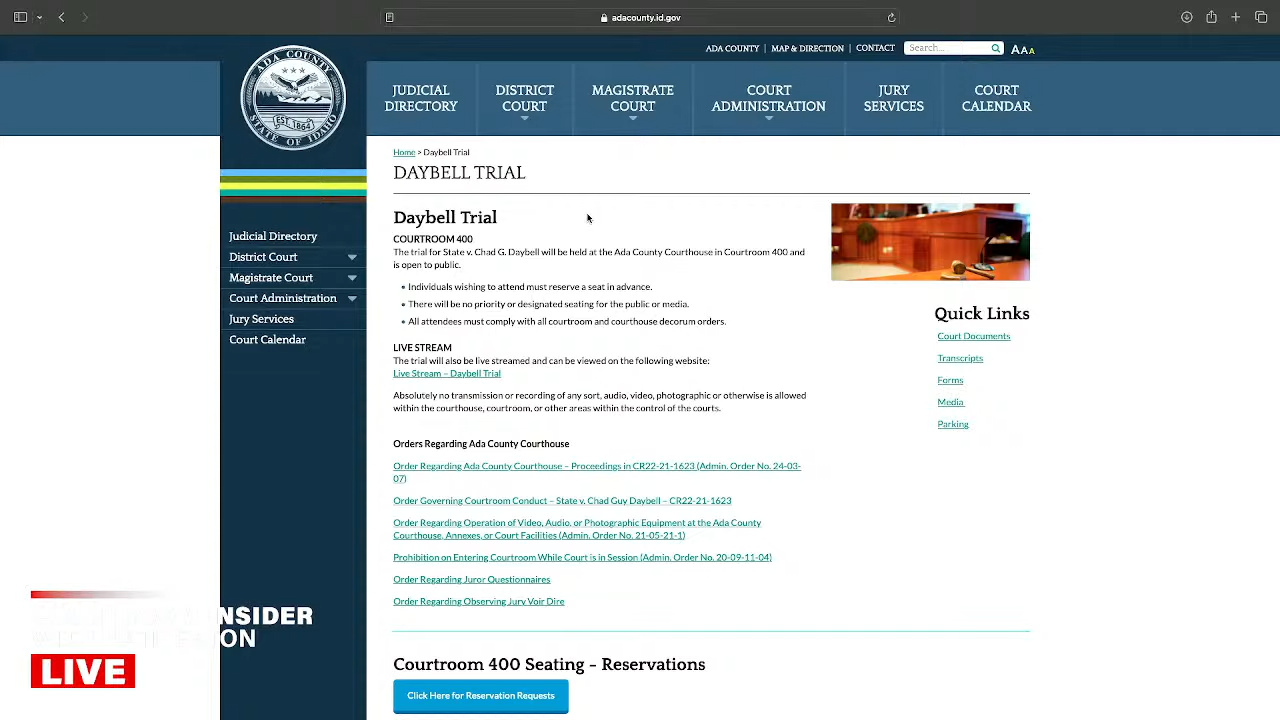 adacounty.id.gov
ADA COUNTY | MAP & DIRECTION | CONTACT
Search...
AAA
ADA COUNTY
EST. 1864
STATE OF IDAHO
JUDICIAL DIRECTORY
DISTRICT COURT
MAGISTRATE COURT
COURT ADMINISTRATION
JURY SERVICES
COURT CALENDAR
Home > Daybell Trial
DAYBELL TRIAL
Judicial Directory
District Court
Magistrate Court
Court Administration
Jury Services
Court Calendar
Daybell Trial
COURTROOM 400
The trial for State v. Chad G. Daybell will be held at the Ada County Courthouse in Courtroom 400 and
is open to public.
• Individuals wishing to attend must reserve a seat in advance.
• There will be no priority or designated seating for the public or media.
• All attendees must comply with all courtroom and courthouse decorum orders.
LIVE STREAM
The trial will also be live streamed and can be viewed on the following website:
Live Stream – Daybell Trial
Absolutely no transmission or recording of any sort, audio, video, photographic or otherwise is allowed
within the courthouse, courtroom, or other areas within the control of the courts.
Orders Regarding Ada County Courthouse
Order Regarding Ada County Courthouse – Proceedings in CR22-21-1623 (Admin. Order No. 24-03-
07)
Order Governing Courtroom Conduct – State v. Chad Guy Daybell – CR22-21-1623
Order Regarding Operation of Video, Audio, or Photographic Equipment at the Ada County
Courthouse, Annexes, or Court Facilities (Admin. Order No. 21-05-21-1)
Prohibition on Entering Courtroom While Court is in Session (Admin. Order No. 20-09-11-04)
Order Regarding Juror Questionnaires
Order Regarding Observing Jury Voir Dire
Quick Links
Court Documents
Transcripts
Forms
Media
Parking
Courtroom 400 Seating - Reservations
Click Here for Reservation Requests
LIVE